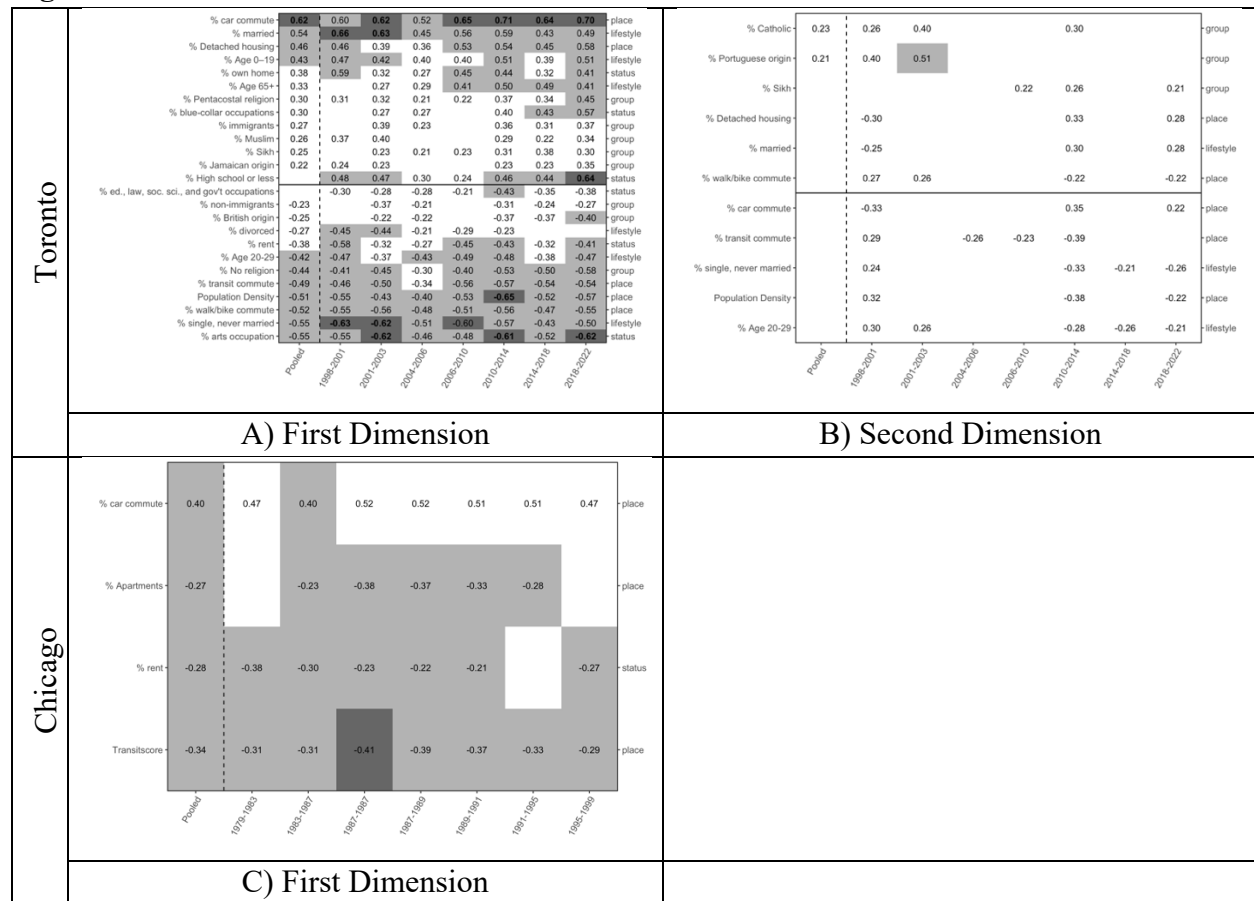 Toronto
% car commute 0.62 0.60 0.62 0.52 0.65 0.71 0.64 0.70 place
% married 0.54 0.66 0.63 0.45 0.56 0.59 0.43 0.49 lifestyle
% Detached housing 0.46 0.46 0.39 0.36 0.53 0.54 0.45 0.58 place
% Age 0–19 0.43 0.47 0.42 0.40 0.40 0.51 0.39 0.51 lifestyle
% own home 0.38 0.59 0.32 0.27 0.45 0.44 0.32 0.41 status
% Age 65+ 0.33 0.27 0.29 0.41 0.50 0.49 0.41 lifestyle
% Pentacostal religion 0.30 0.31 0.32 0.21 0.22 0.37 0.34 0.45 group
% blue-collar occupations 0.30 0.27 0.27 0.40 0.43 0.57 status
% immigrants 0.27 0.39 0.23 0.36 0.31 0.37 group
% Muslim 0.26 0.37 0.40 0.29 0.22 0.34 group
% Sikh 0.25 0.23 0.21 0.23 0.31 0.38 0.30 group
% Jamaican origin 0.22 0.24 0.23 0.23 0.23 0.35 group
% High school or less 0.48 0.47 0.30 0.24 0.46 0.44 0.64 status
% ed., law, soc. sci., and gov't occupations -0.30 -0.28 -0.28 -0.21 -0.43 -0.35 -0.38 status
% non-immigrants -0.23 -0.37 -0.21 -0.31 -0.24 -0.27 group
% British origin -0.25 -0.22 -0.22 -0.37 -0.37 -0.40 group
% divorced -0.27 -0.45 -0.44 -0.21 -0.29 -0.23 lifestyle
% rent -0.38 -0.58 -0.32 -0.27 -0.45 -0.43 -0.32 -0.41 status
% Age 20-29 -0.42 -0.47 -0.37 -0.43 -0.49 -0.48 -0.38 -0.47 lifestyle
% No religion -0.44 -0.41 -0.45 -0.30 -0.40 -0.53 -0.50 -0.58 group
% transit commute -0.49 -0.46 -0.50 -0.34 -0.56 -0.57 -0.54 -0.54 place
Population Density -0.51 -0.55 -0.43 -0.40 -0.53 -0.65 -0.52 -0.57 place
% walk/bike commute -0.52 -0.55 -0.56 -0.48 -0.51 -0.56 -0.47 -0.55 place
% single, never married -0.55 -0.63 -0.62 -0.51 -0.60 -0.57 -0.43 -0.50 lifestyle
% arts occupation -0.55 -0.55 -0.62 -0.46 -0.48 -0.61 -0.52 -0.62 status
Pooled 1998-2001 2001-2003 2004-2006 2006-2010 2010-2014 2014-2018 2018-2022
A) First Dimension
% Catholic 0.23 0.26 0.40 0.30 group
% Portuguese origin 0.21 0.40 0.51 group
% Sikh 0.22 0.26 0.21 group
% Detached housing -0.30 0.33 0.28 place
% married -0.25 0.30 0.28 lifestyle
% walk/bike commute 0.27 0.26 -0.22 -0.22 place
% car commute -0.33 0.35 0.22 place
% transit commute 0.29 -0.26 -0.23 -0.39 place
% single, never married 0.24 -0.33 -0.21 -0.26 lifestyle
Population Density 0.32 -0.38 -0.22 place
% Age 20-29 0.30 0.26 -0.28 -0.26 -0.21 lifestyle
Pooled 1998-2001 2001-2003 2004-2006 2006-2010 2010-2014 2014-2018 2018-2022
B) Second Dimension
Chicago
% car commute 0.40 0.47 0.40 0.52 0.52 0.51 0.51 0.47 place
% Apartments -0.27 -0.23 -0.38 -0.37 -0.33 -0.28 place
% rent -0.28 -0.38 -0.30 -0.23 -0.22 -0.21 -0.27 status
Transitscore -0.34 -0.31 -0.31 -0.41 -0.39 -0.37 -0.33 -0.29 place
Pooled 1979-1983 1983-1987 1987-1987 1987-1989 1989-1991 1991-1995 1995-1999
C) First Dimension